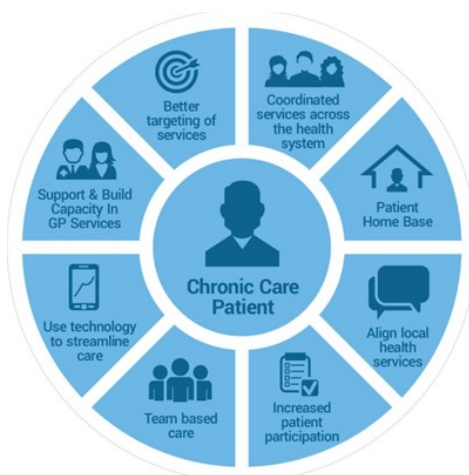 Better
targeting of
services
Coordinated
services across
the health
system
Patient
Home Base
Align local
health
services
Increased
patient
participation
Team based
care
Use technology
to streamline
care
Support & Build
Capacity In
GP Services
Chronic Care
Patient